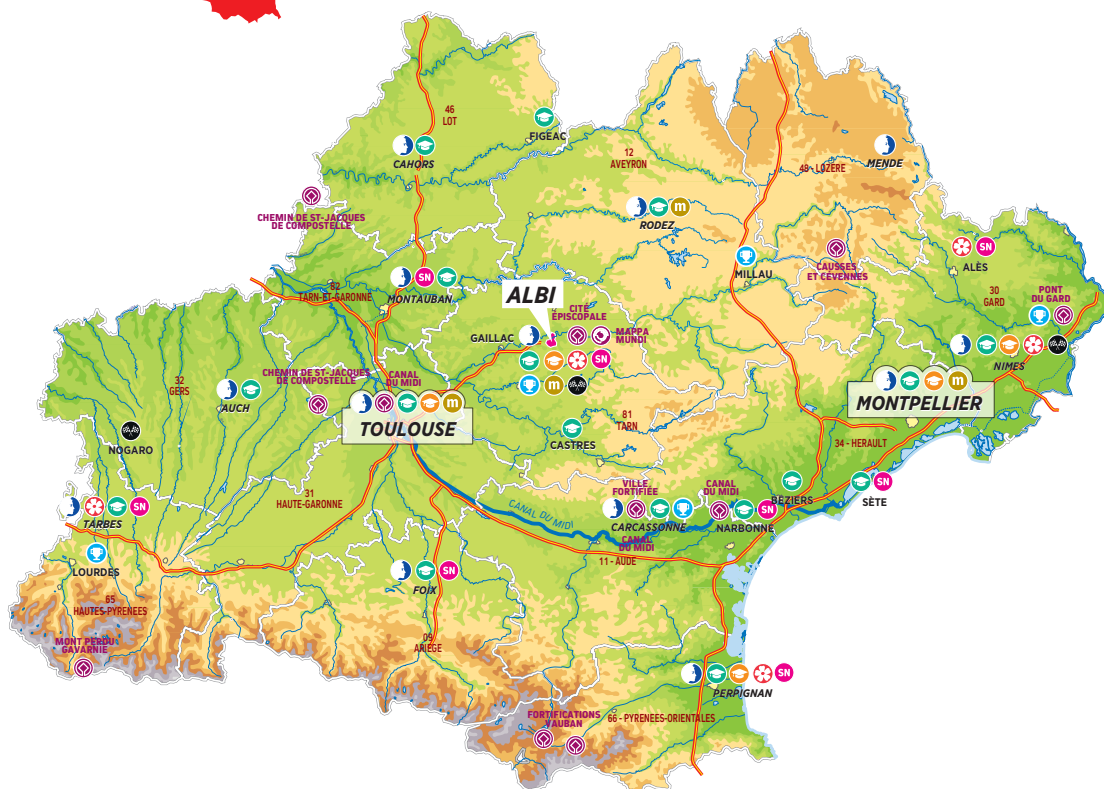 46
LOT
FIGEAC
CAHORS
12
AVEYRON
48 - LOZERE
MENDE
CHEMIN DE ST-JACQUES
DE COMPOSTELLE
m
RODEZ
MILLAU
CAUSSES
ET CÉVENNES
SN
ALÈS
30
GARD
PONT
DU GARD
82
TARN-ET-GARONNE
SN
MONTAUBAN
ALBI
CITÉ
ÉPISCOPALE
MAPPA
MUNDI
GAILLAC
SN
m
NIMES
32
GERS
AUCH
CHEMIN DE ST-JACQUES
DE COMPOSTELLE
CANAL
DU MIDI
m
TOULOUSE
m
MONTPELLIER
NOGARO
CASTRES
81
TARN
34 - HERAULT
31
HAUTE-GARONNE
SN
TARBES
LOURDES
CANAL DU MIDI
VILLE
FORTIFIÉE
CARCASSONNE
CANAL
DU MIDI
CANAL
DU MIDI
SN
NARBONNE
BÉZIERS
SN
SÈTE
11 - AUDE
SN
FOIX
65
HAUTES-PYRENEES
MONT PERDU
GAVARNIE
09
ARIEGE
SN
PERPIGNAN
FORTIFICATIONS
VAUBAN
66 - PYRENEES-ORIENTALES